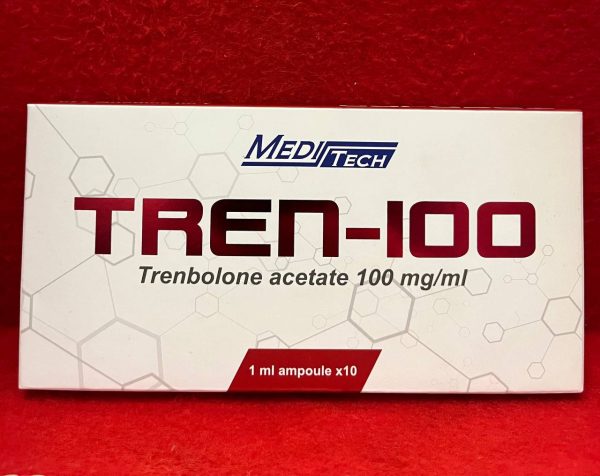 MEDITECH
TREN-100
Trenbolone acetate 100 mg/ml
1 ml ampoule x10